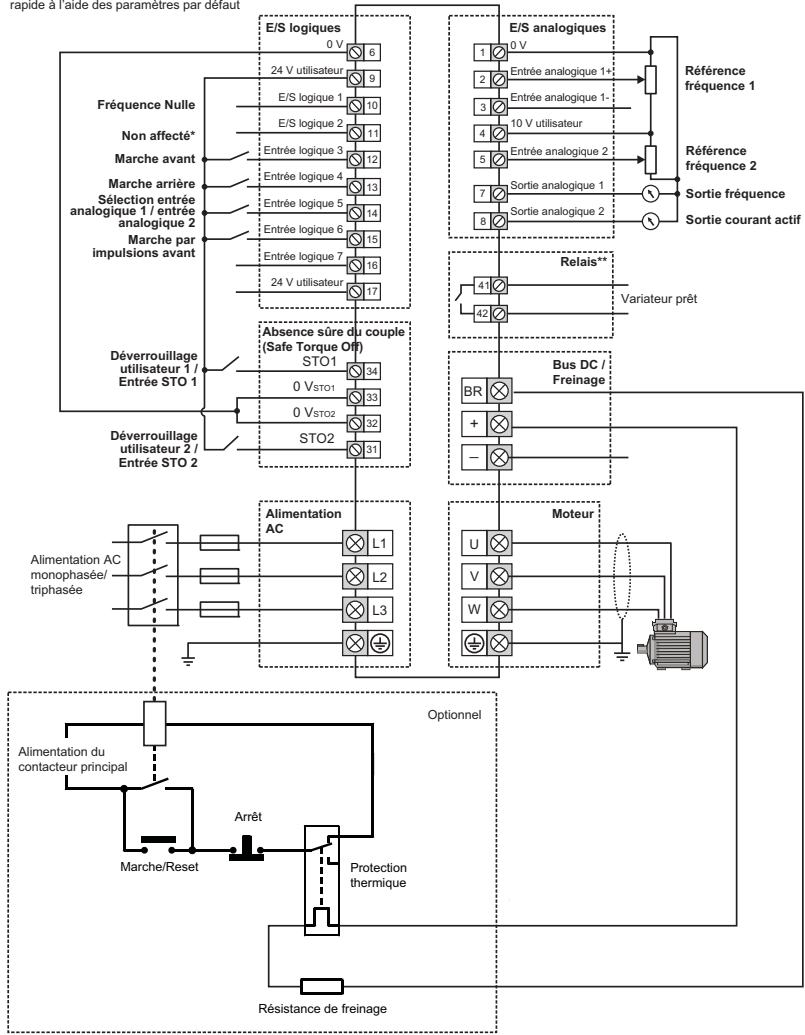 rapide à l'aide des paramètres par défaut
E/S logiques
0 V
6
24 V utilisateur
9
Fréquence Nulle
E/S logique 1
10
Non affecté*
E/S logique 2
11
Marche avant
Entrée logique 3
12
Marche arrière
Entrée logique 4
13
Sélection entrée
analogique 1 / entrée
analogique 2
Entrée logique 5
14
Marche par
impulsions avant
Entrée logique 6
15
Entrée logique 7
16
24 V utilisateur
17
E/S analogiques
1
0 V
2
Entrée analogique 1+
Référence
fréquence 1
3
Entrée analogique 1-
4
10 V utilisateur
5
Entrée analogique 2
Référence
fréquence 2
7
Sortie analogique 1
Sortie fréquence
8
Sortie analogique 2
Sortie courant actif
Relais**
41
42
Variateur prêt
Absence sûre du couple
(Safe Torque Off)
Déverrouillage
utilisateur 1 /
Entrée STO 1
STO1
34
0 VSTO1
33
0 VSTO2
32
Déverrouillage
utilisateur 2 /
Entrée STO 2
STO2
31
Bus DC /
Freinage
BR
+
–
Alimentation
AC
Alimentation AC
monophasée/
triphasée
L1
L2
L3
Moteur
U
V
W
Optionnel
Alimentation du
contacteur principal
Arrêt
Marche/Reset
Protection
thermique
Résistance de freinage